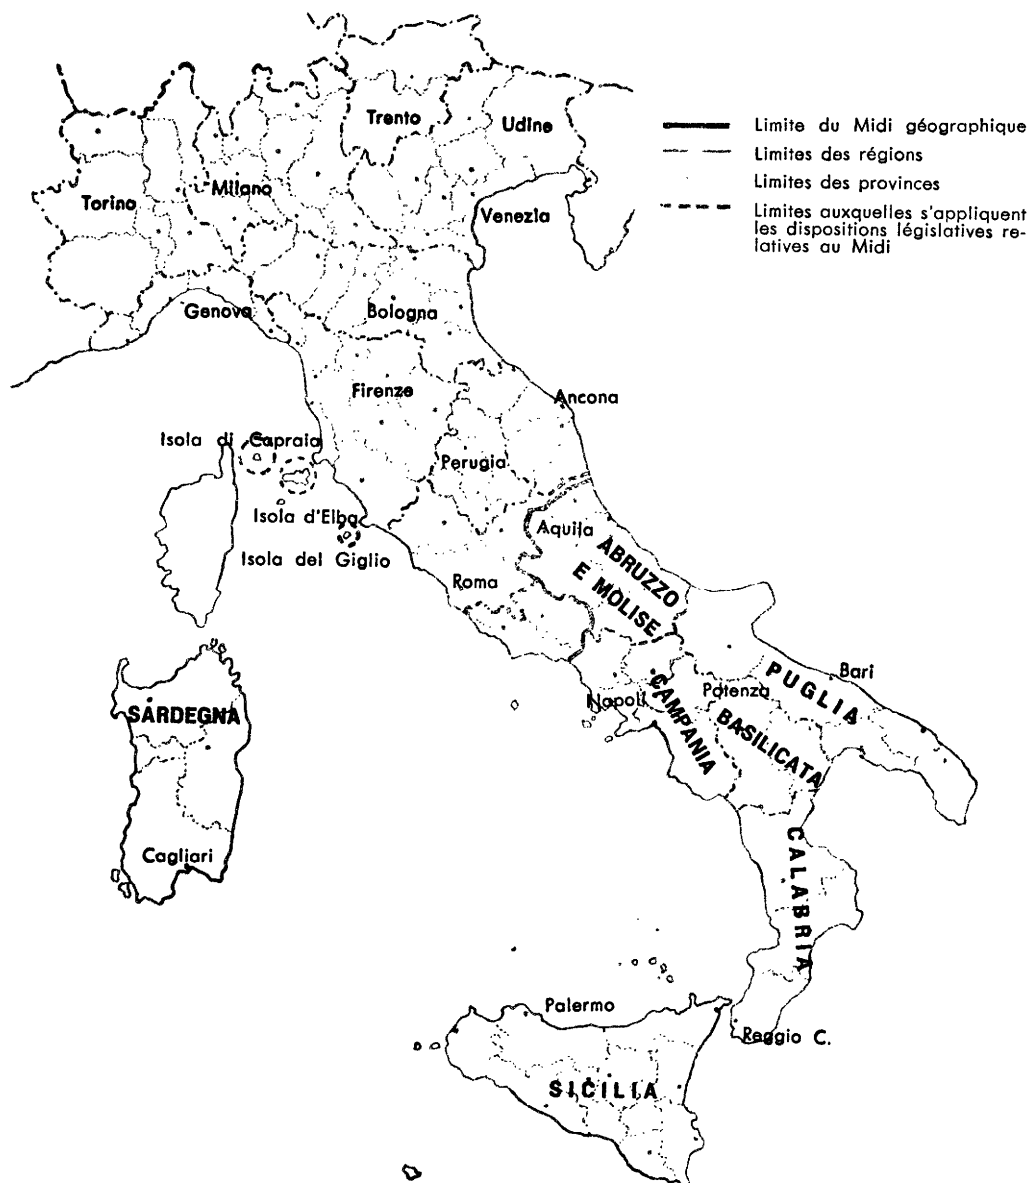 Trento
Udine
Limite du Midi géographique
Limites des régions
Limites des provinces
Limites auxquelles s'appliquent
les dispositions législatives re-
latives au Midi
Torino
Milano
Venezia
Genova
Bologna
Firenze
Ancona
Isola di Capraia
Perugia
Isola d'Elba
Aquila
Isola del Giglio
ABRUZZO
E MOLISE
Roma
Bari
PUGLIA
Potenza
Napoli
CAMPANIA
BASILICATA
SARDEGNA
CALABRIA
Cagliari
Palermo
Reggio C.
SICILIA